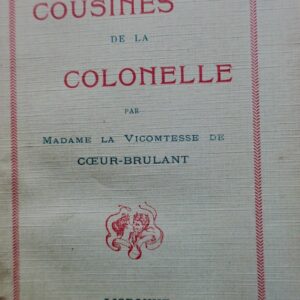 COUSINES
DE LA
COLONELLE
PAR
MADAME LA VICOMTESSE DE
CŒUR-BRULANT